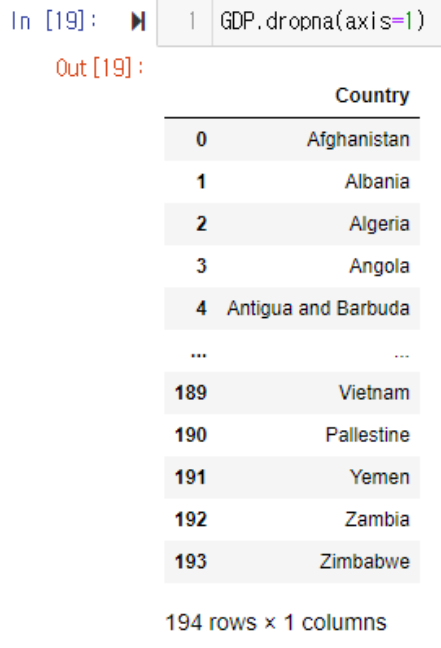 In [19]: 1 GDP.dropna(axis=1)
Out[19]:
Country
0 Afghanistan
1 Albania
2 Algeria
3 Angola
4 Antigua and Barbuda
... ...
189 Vietnam
190 Pallestine
191 Yemen
192 Zambia
193 Zimbabwe
194 rows × 1 columns